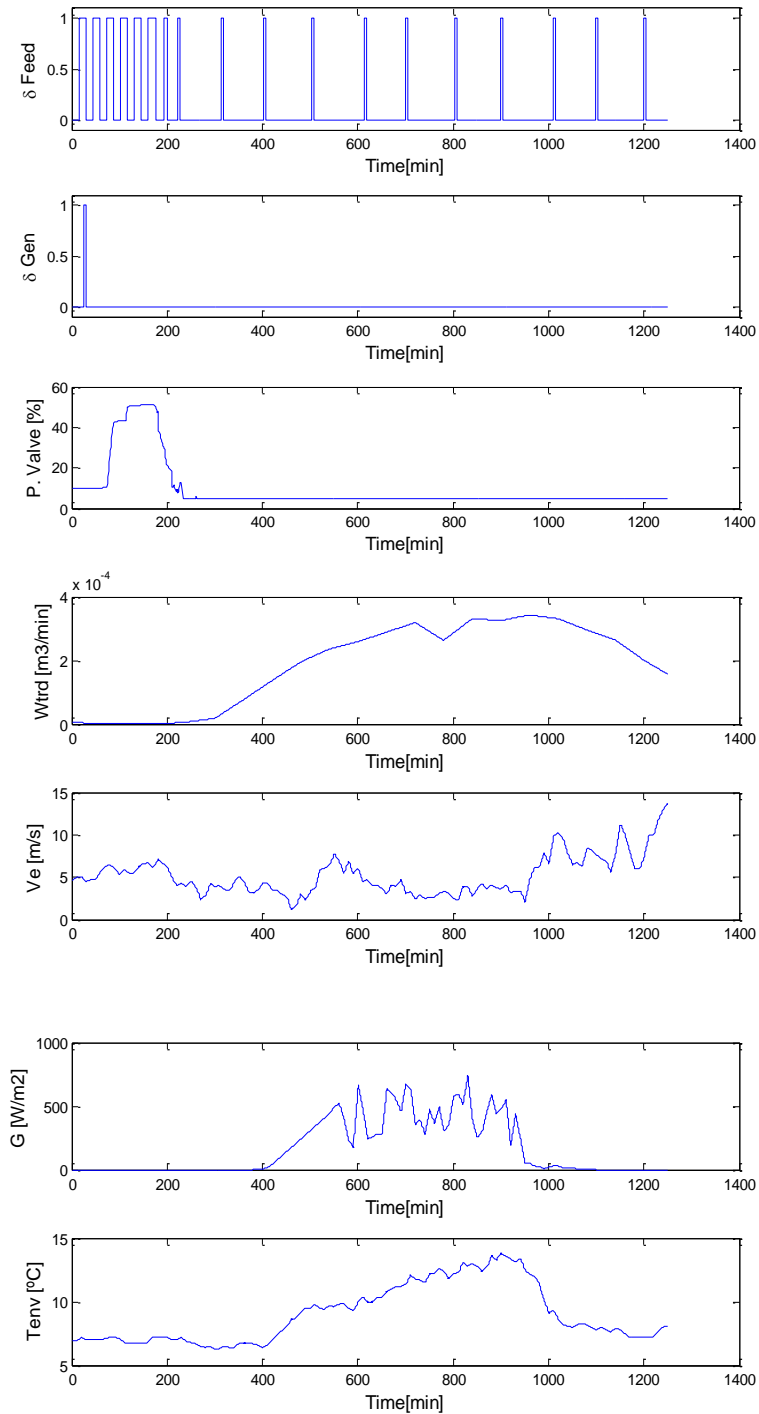 1
0.5
0
δ Feed
0 200 400 600 800 1000 1200 1400
Time[min]
1
0.5
0
δ Gen
0 200 400 600 800 1000 1200 1400
Time[min]
60
40
20
0
P. Valve [%]
0 200 400 600 800 1000 1200 1400
Time[min]
x 10^-4
4
2
0
Wtrd [m3/min]
0 200 400 600 800 1000 1200 1400
Time[min]
15
10
5
0
Ve [m/s]
0 200 400 600 800 1000 1200 1400
Time[min]
1000
500
0
G [W/m2]
0 200 400 600 800 1000 1200 1400
Time[min]
15
10
5
Tenv [ºC]
0 200 400 600 800 1000 1200 1400
Time[min]